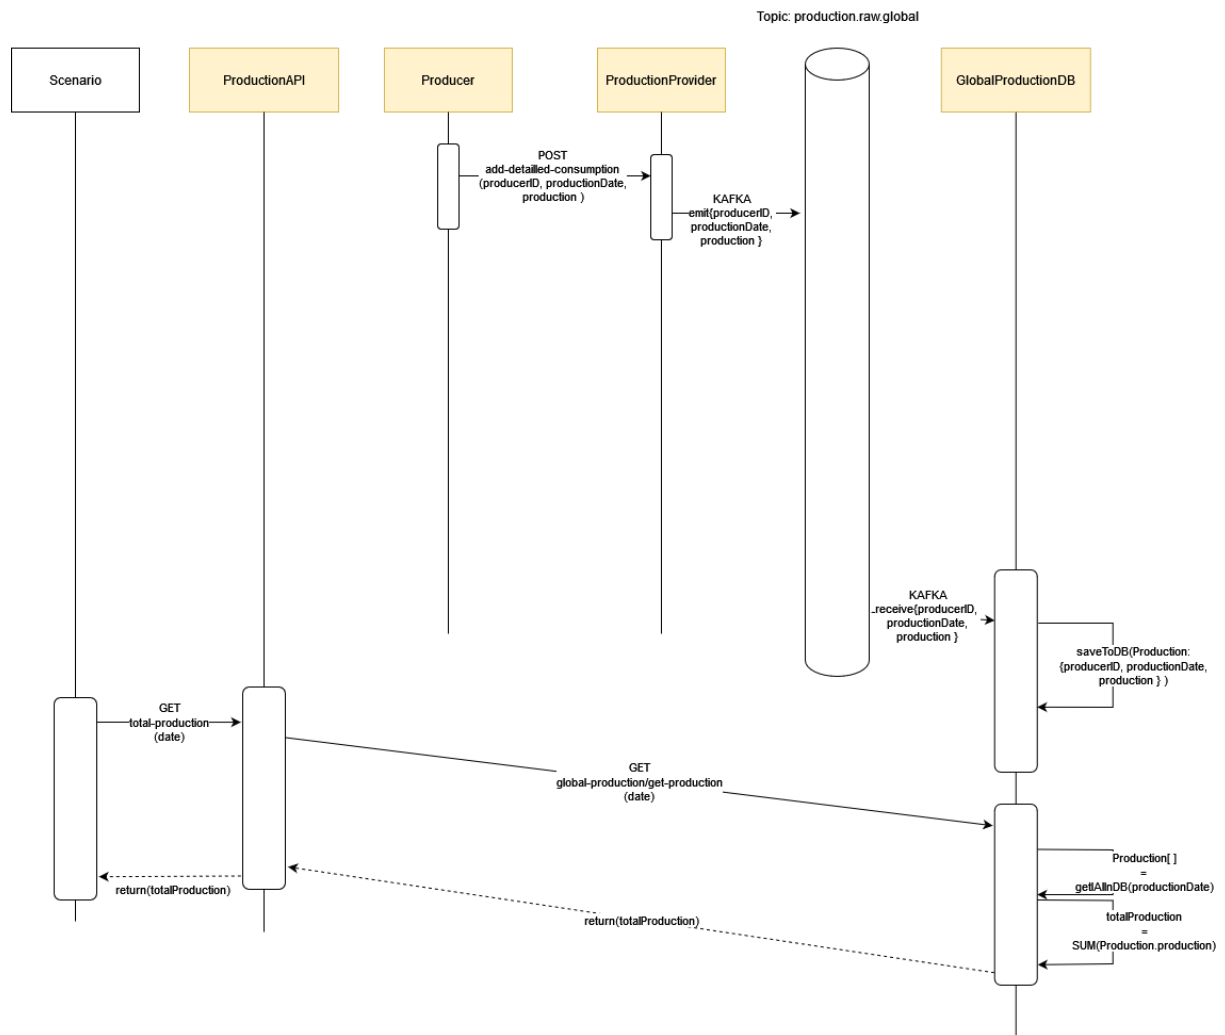 Topic: production.raw.global
Scenario
ProductionAPI
Producer
ProductionProvider
GlobalProductionDB
POST
add-detailled-consumption
(producerID, productionDate,
production )
KAFKA
emit{producerID,
productionDate,
production }
KAFKA
receive{producerID,
productionDate,
production }
saveToDB(Production:
{producerID, productionDate,
production } )
GET
total-production
(date)
GET
global-production/get-production
(date)
Production[ ]
=
getlAllnDB(productionDate)
totalProduction
=
SUM(Production.production)
return(totalProduction)
return(totalProduction)